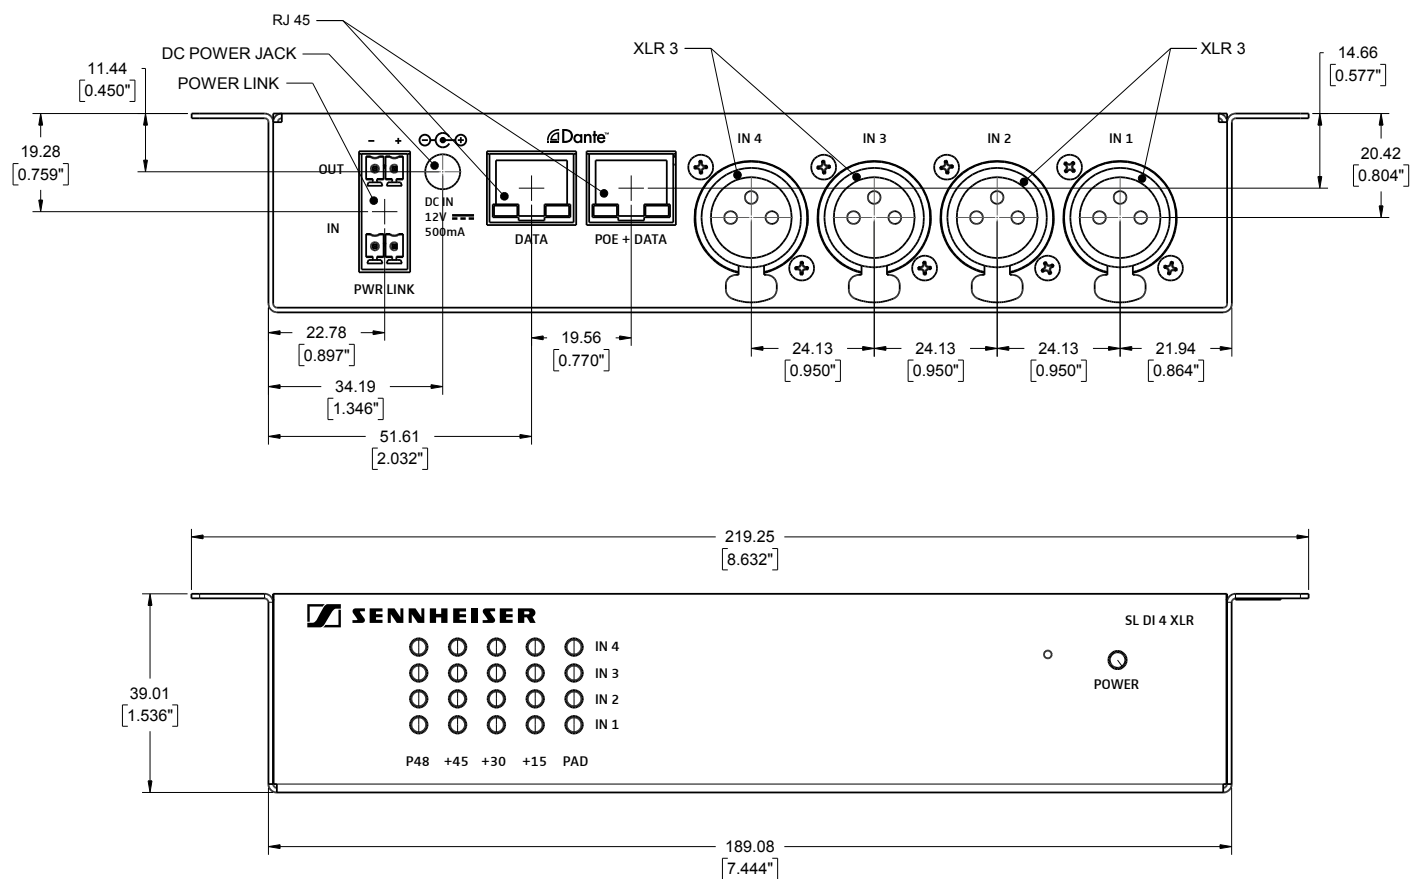 RJ 45
DC POWER JACK
POWER LINK
XLR 3
XLR 3
11.44
[0.450"]
14.66
[0.577"]
19.28
[0.759"]
20.42
[0.804"]
- +
- +
Dante™
IN 4
IN 3
IN 2
IN 1
OUT
IN
DC IN
12V
500mA
DATA
POE + DATA
PWR LINK
22.78
[0.897"]
19.56
[0.770"]
24.13
[0.950"]
24.13
[0.950"]
24.13
[0.950"]
21.94
[0.864"]
34.19
[1.346"]
51.61
[2.032"]
219.25
[8.632"]
SENNHEISER
SL DI 4 XLR
IN 4
IN 3
IN 2
IN 1
POWER
39.01
[1.536"]
P48 +45 +30 +15 PAD
189.08
[7.444"]